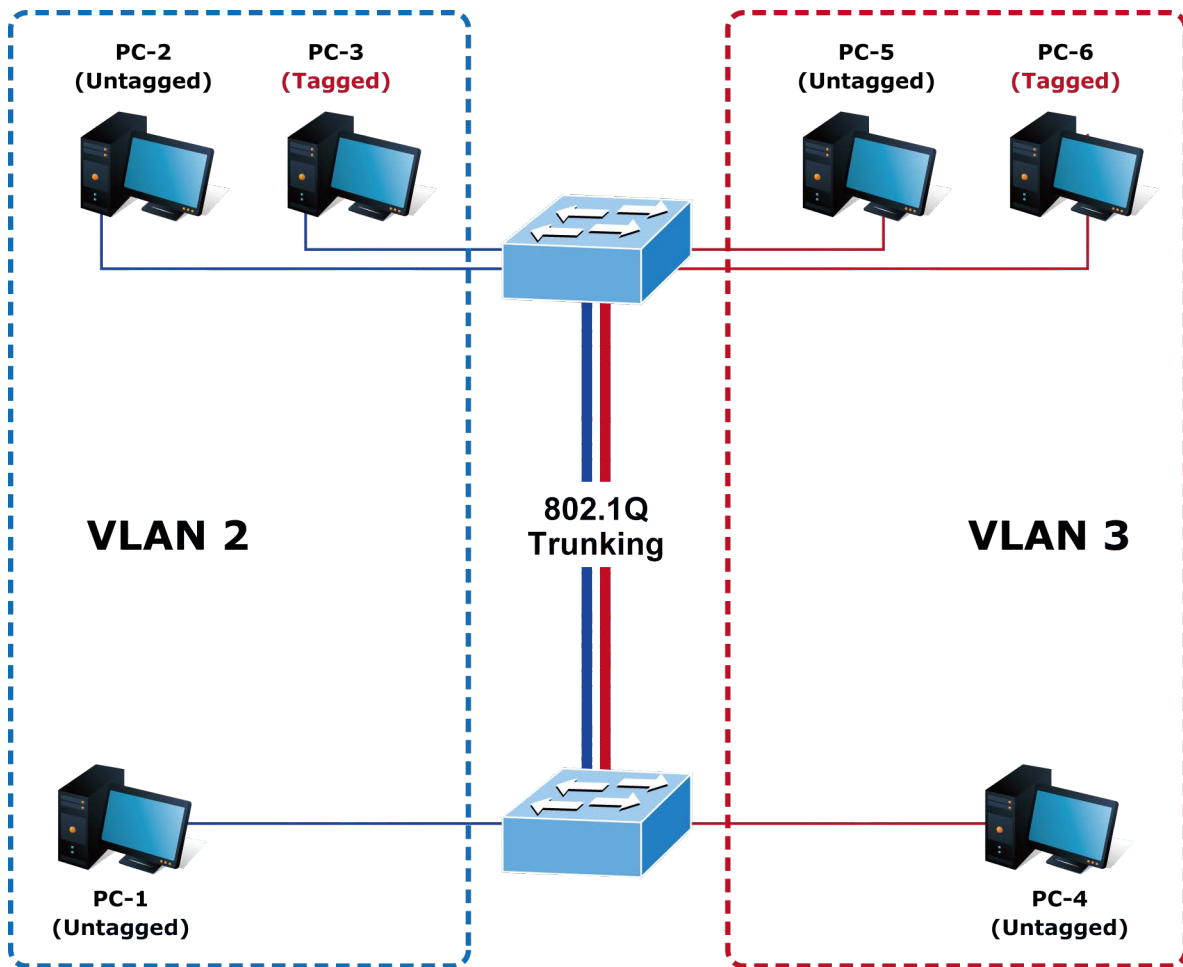 PC-2
(Untagged)
PC-3
(Tagged)
PC-5
(Untagged)
PC-6
(Tagged)
VLAN 2
802.1Q
Trunking
VLAN 3
PC-1
(Untagged)
PC-4
(Untagged)